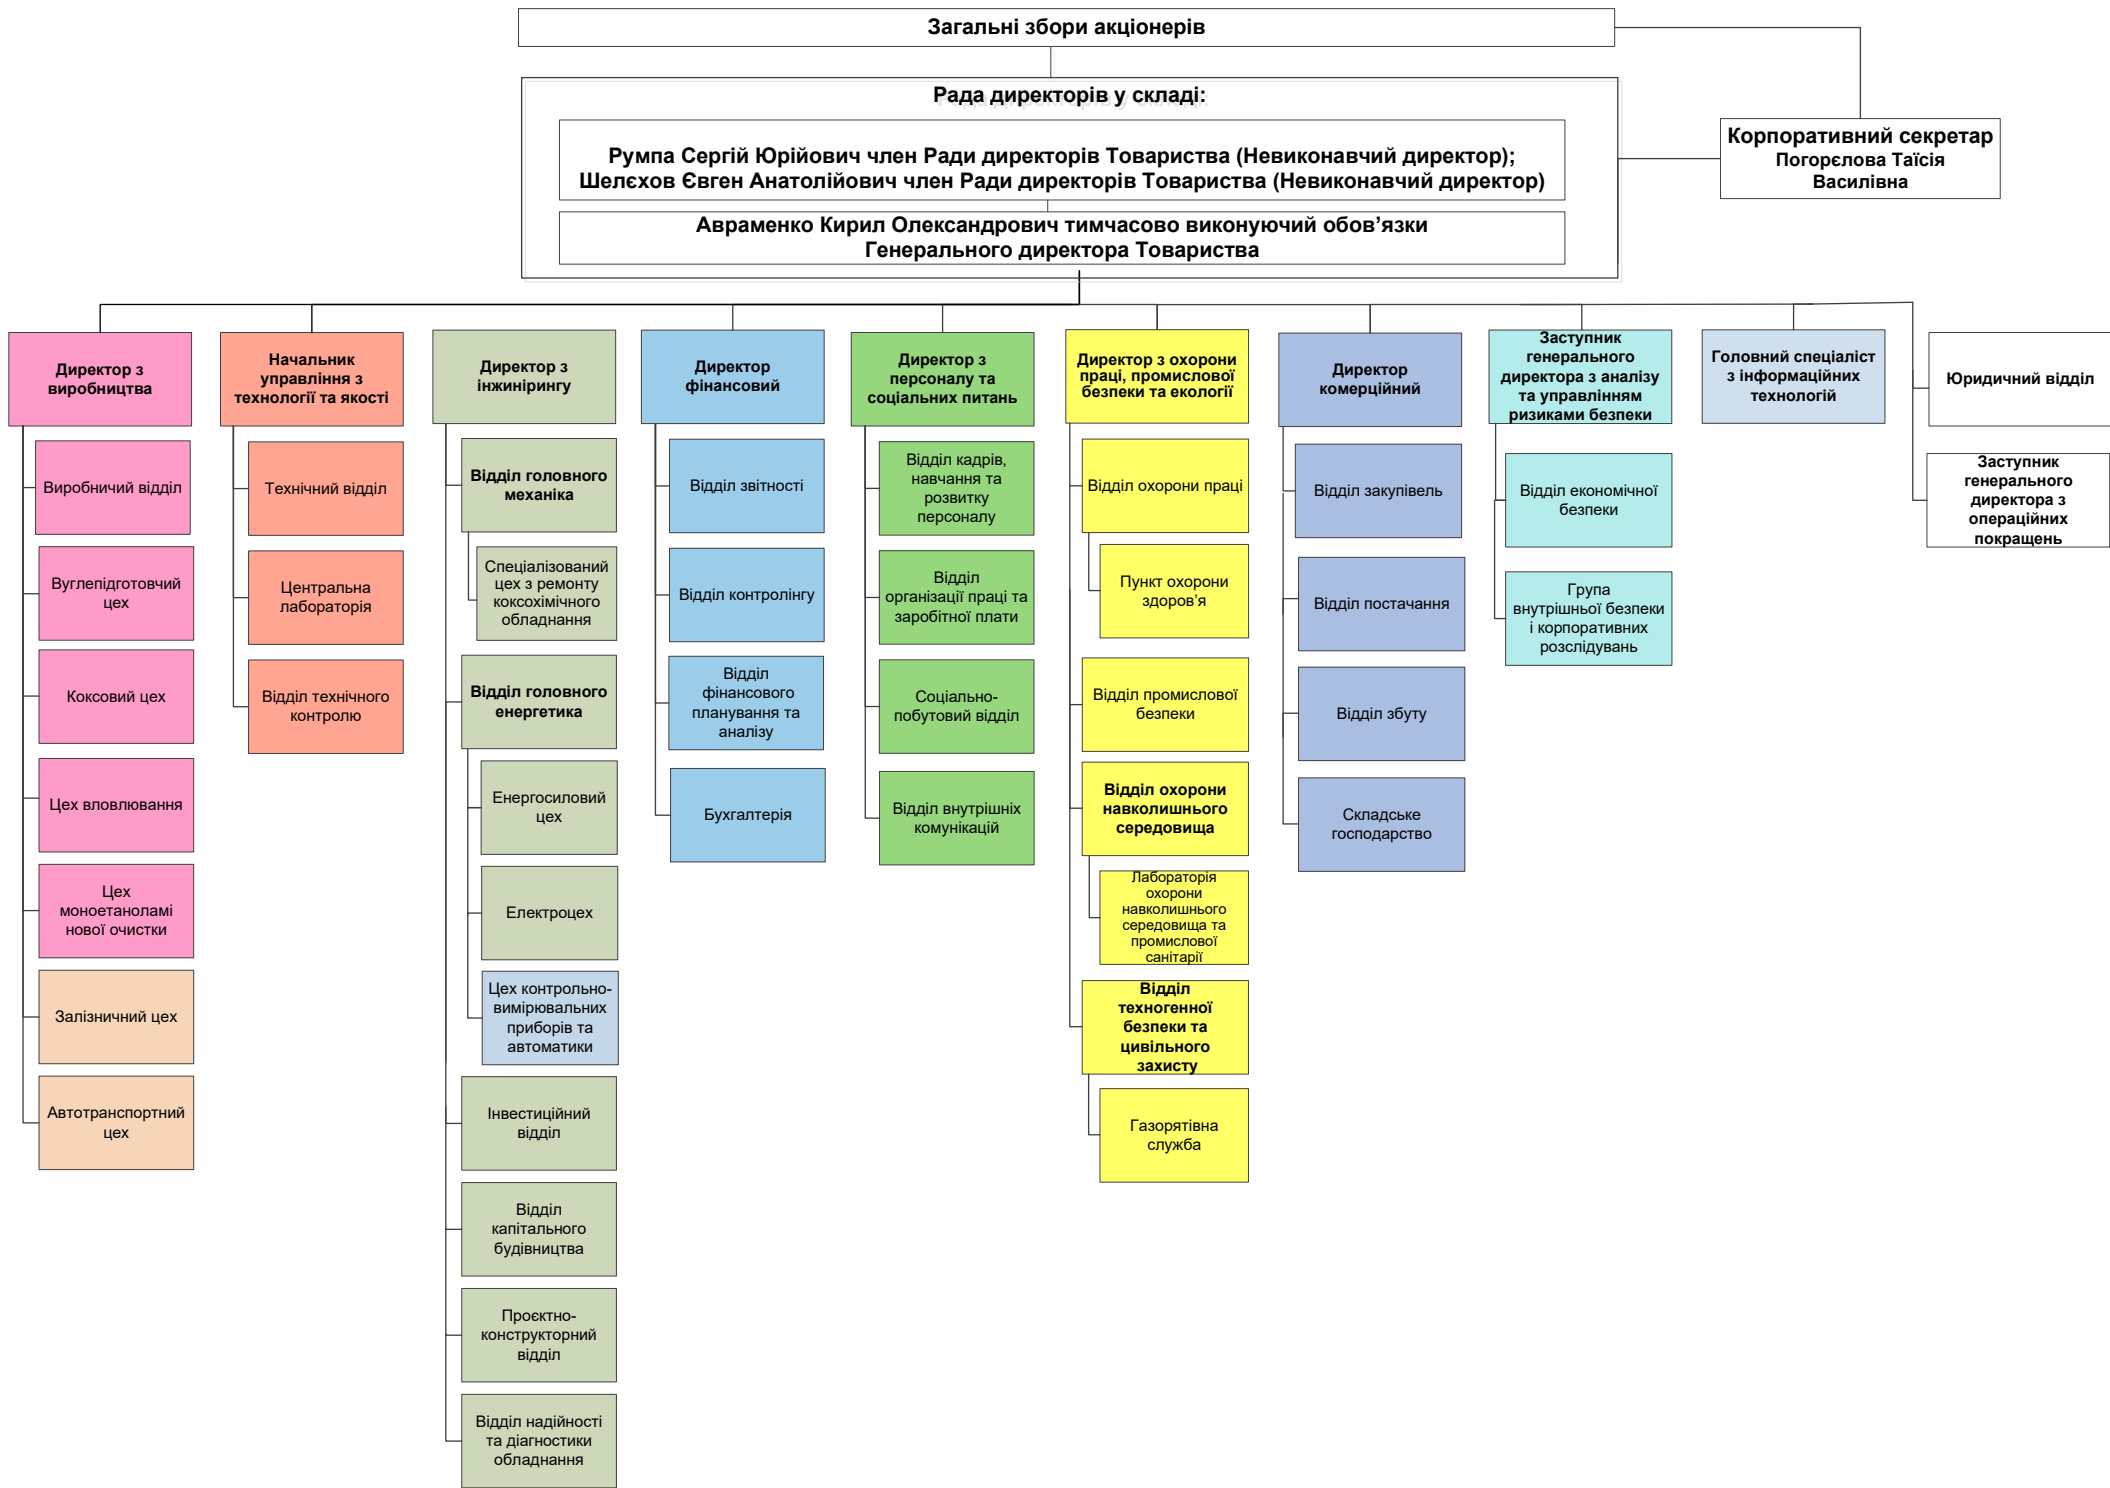 Загальні збори акціонерів
Рада директорів у складі:
Румпа Сергій Юрійович член Ради директорів Товариства (Невиконавчий директор);
Шелєхов Євген Анатолійович член Ради директорів Товариства (Невиконавчий директор)
Авраменко Кирил Олександрович тимчасово виконуючий обов’язки
Генерального директора Товариства
Корпоративний секретар
Погорєлова Таїсія
Василівна
Директор з
виробництва
Виробничий відділ
Вуглепідготовчий
цех
Коксовий цех
Цех вловлювання
Цех
моноетаноламі
нової очистки
Залізничний цех
Автотранспортний
цех
Начальник
управління з
технології та якості
Технічний відділ
Центральна
лабораторія
Відділ технічного
контролю
Директор з
інжинірингу
Відділ головного
механіка
Спеціалізований
цех з ремонту
коксохімічного
обладнання
Відділ головного
енергетика
Енергосиловий
цех
Електроцех
Цех контрольно-
вимірювальних
приборів та
автоматики
Інвестиційний
відділ
Відділ
капітального
будівництва
Проєктно-
конструкторний
відділ
Відділ надійності
та діагностики
обладнання
Директор
фінансовий
Відділ звітності
Відділ контролінгу
Відділ
фінансового
планування та
аналізу
Бухгалтерія
Директор з
персоналу та
соціальних питань
Відділ кадрів,
навчання та
розвитку
персоналу
Відділ
організації праці та
заробітної плати
Соціально-
побутовий відділ
Відділ внутрішніх
комунікацій
Директор з охорони
праці, промислової
безпеки та екології
Відділ охорони праці
Пункт охорони
здоров’я
Відділ промислової
безпеки
Відділ охорони
навколишнього
середовища
Лабораторія
охорони
навколишнього
середовища та
промислової
санітарії
Відділ
техногенної
безпеки та
цивільного
захисту
Газорятівна
служба
Директор
комерційний
Відділ закупівель
Відділ постачання
Відділ збуту
Складське
господарство
Заступник
генерального
директора з аналізу
та управлінням
ризиками безпеки
Відділ економічної
безпеки
Група
внутрішньої безпеки
і корпоративних
розслідувань
Головний спеціаліст
з інформаційних
технологій
Юридичний відділ
Заступник
генерального
директора з
операційних
покращень